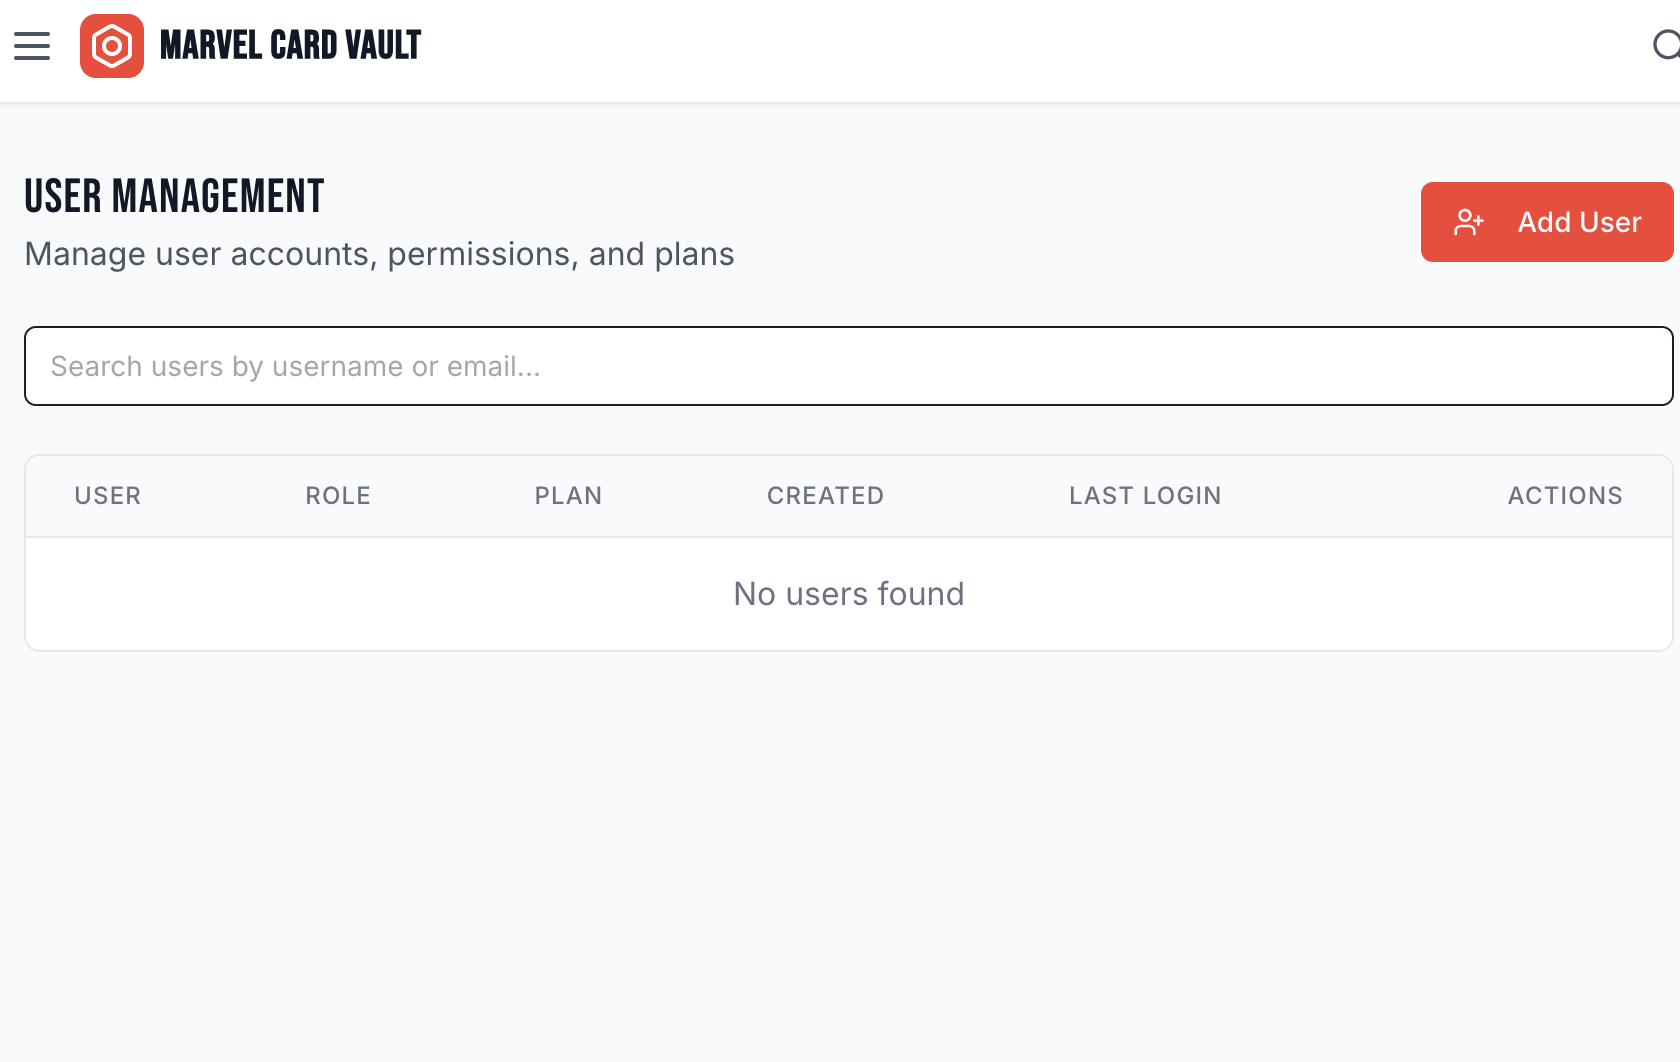 MARVEL CARD VAULT
USER MANAGEMENT
Manage user accounts, permissions, and plans
Add User
Search users by username or email...
USER ROLE PLAN CREATED LAST LOGIN ACTIONS
No users found